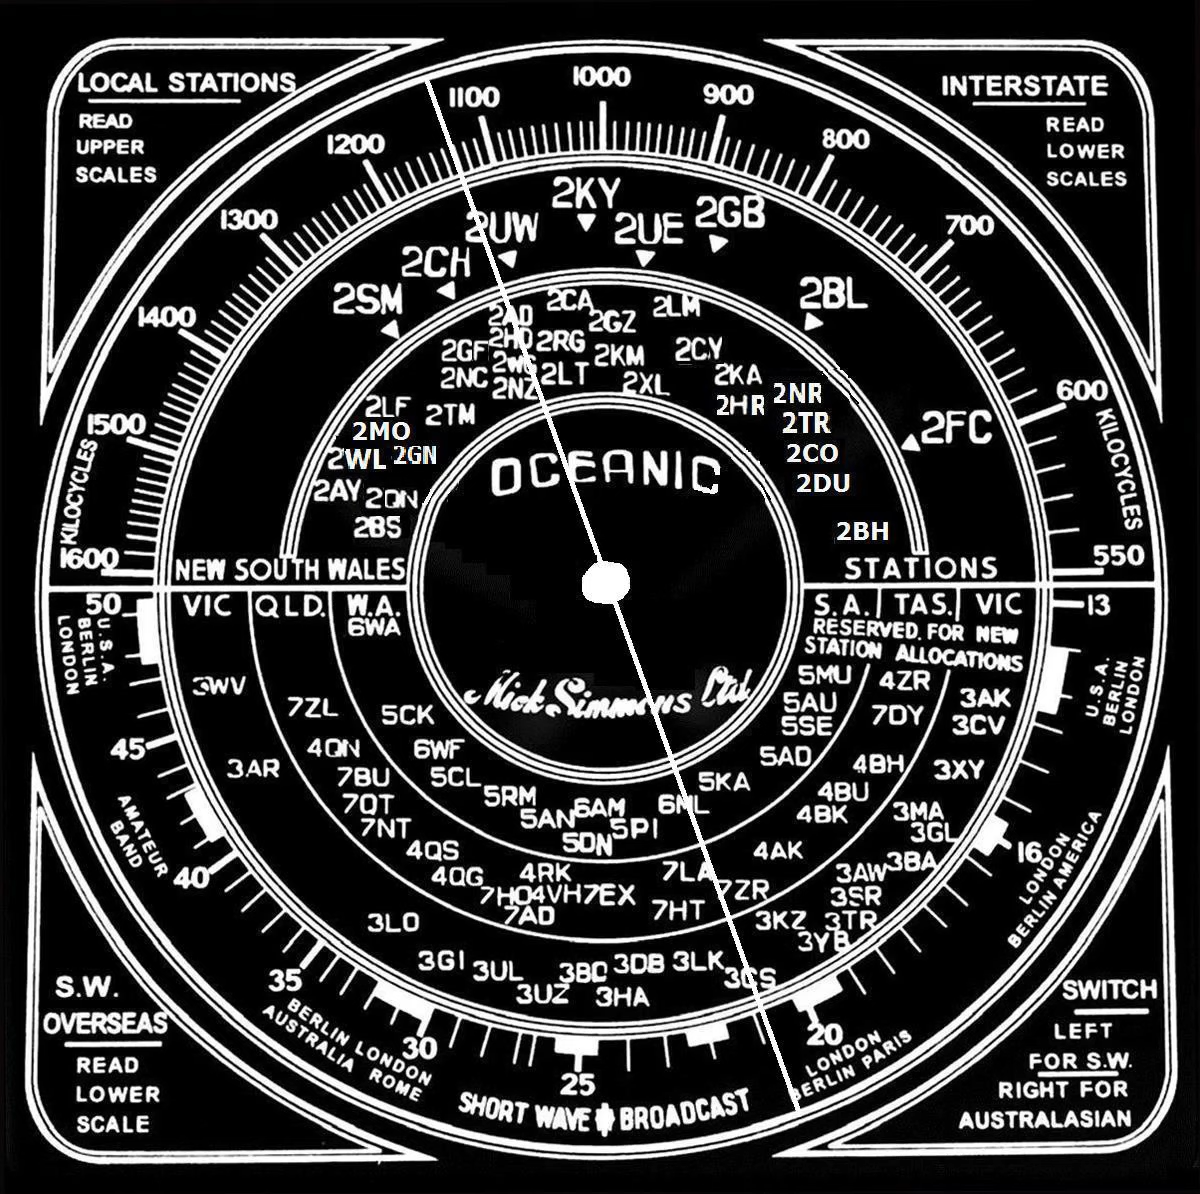 LOCAL STATIONS
READ
UPPER
SCALES
INTERSTATE
READ
LOWER
SCALES
KILOCYCLES
1600
1500
1400
1300
1200
1100
1000
900
800
700
600
550
KILOCYCLES
2SM
2CH
2UW
2KY
2UE
2GB
2BL
2FC
2AD
2CA
2GZ
2LM
2HD
2RG
2GF
2WG
2KM
2CY
2NC
2NZ
2LT
2XL
2KA
2HR
2NR
2LF
2TM
2TR
2MO
2WL
2GN
2CO
2AY
2QN
2DU
2BS
2BH
OCEANIC
NEW SOUTH WALES
STATIONS
VIC
QLD.
W.A.
6WA
S.A.
TAS.
VIC
RESERVED FOR NEW
STATION ALLOCATIONS
Mick Simmons Ltd.
3WV
7ZL
5CK
5MU
4ZR
3AK
5AU
7DY
3CV
5SE
4QN
6WF
5AD
3AR
7BU
5CL
5KA
4BH
3XY
7QT
5RM
6AM
6ML
4BU
7NT
5AN
5PI
4BK
3MA
5DN
3GL
4QS
4AK
3BA
4QG
4RK
7LA
3AW
7HO
4VH
7EX
7ZR
3SR
3LO
7AD
7HT
3KZ
3TR
3YB
3GI
3UL
3BO
3DB
3LK
3GS
3UZ
3HA
50
U.S.A.
BERLIN
LONDON
45
AMATEUR
BAND
40
35
BERLIN LONDON
AUSTRALIA ROME
30
25
20
LONDON
BERLIN PARIS
16
LONDON
BERLIN AMERICA
13
U.S.A.
BERLIN
LONDON
SHORT WAVE BROADCAST
S.W.
OVERSEAS
READ
LOWER
SCALE
SWITCH
LEFT
FOR S.W.
RIGHT FOR
AUSTRALASIAN